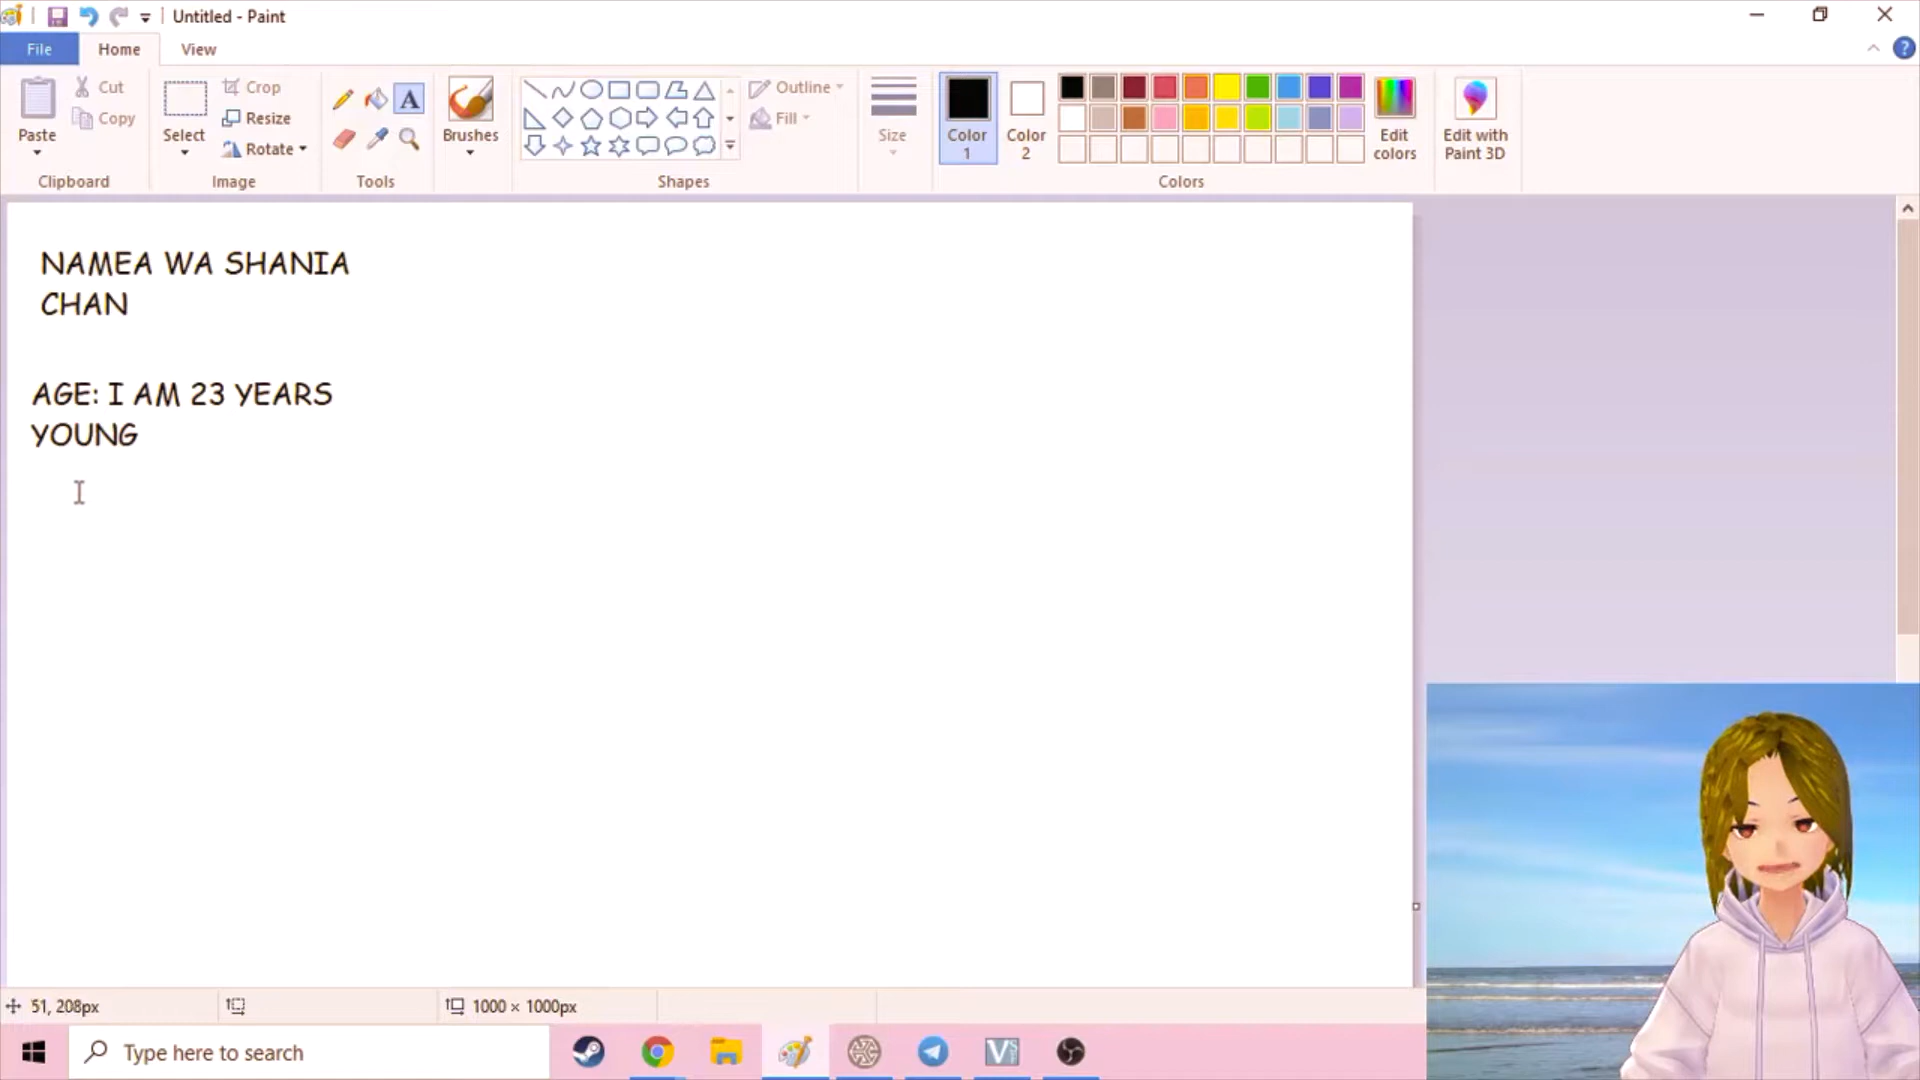 Untitled - Paint
File Home View
Paste
Cut
Copy
Clipboard
Select
Crop
Resize
Rotate
Image
A
Tools
Brushes
Shapes
Outline
Fill
Size
Color 1
Color 2
Colors
Edit colors
Edit with Paint 3D
?
NAMEA WA SHANIA
CHAN
AGE: I AM 23 YEARS
YOUNG
51, 208px
1000 × 1000px
Type here to search